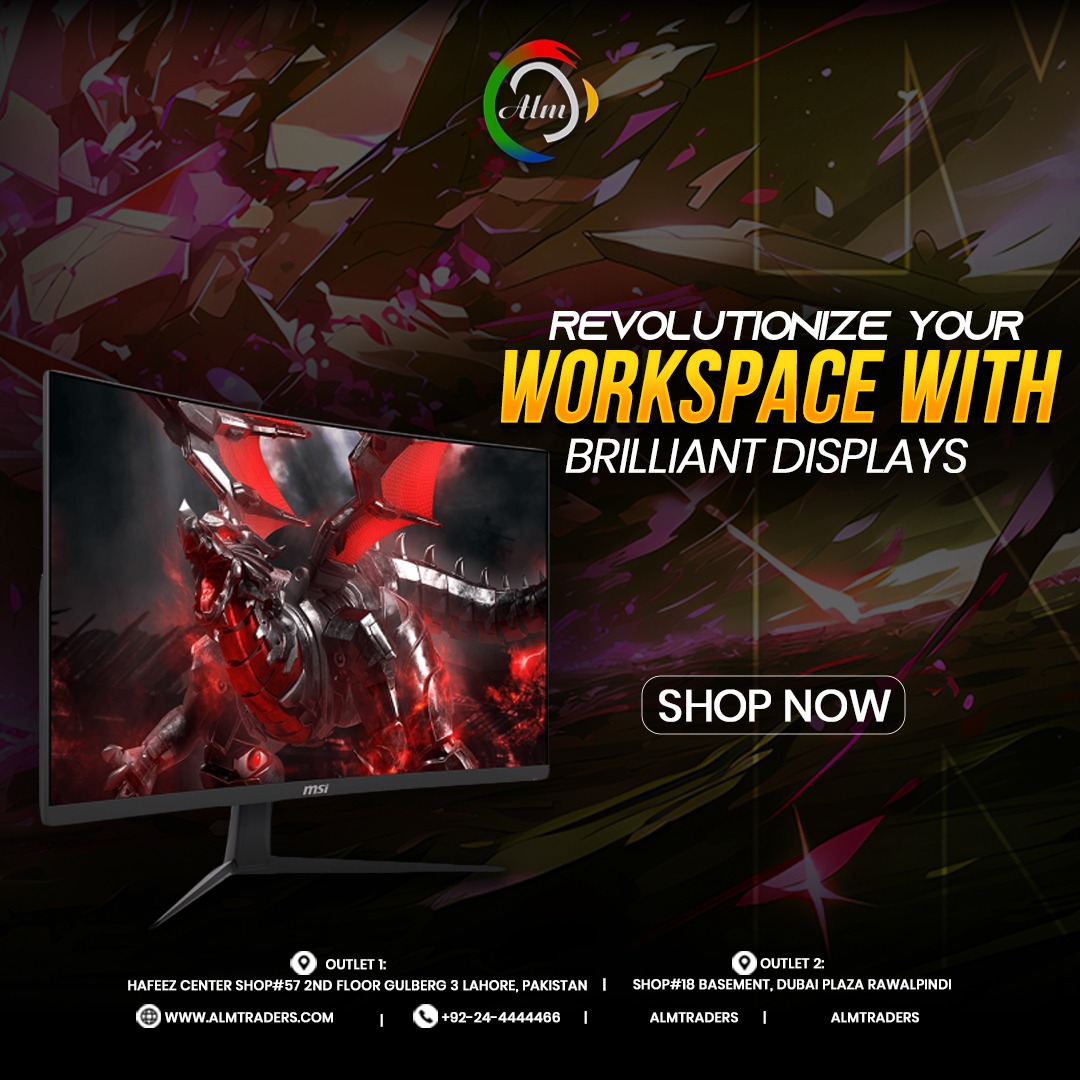 Alm
REVOLUTIONIZE YOUR
WORKSPACE WITH
BRILLIANT DISPLAYS
SHOP NOW
msi
OUTLET 1:
HAFEEZ CENTER SHOP#57 2ND FLOOR GULBERG 3 LAHORE, PAKISTAN |
OUTLET 2:
SHOP#18 BASEMENT, DUBAI PLAZA RAWALPINDI
WWW.ALMTRADERS.COM | +92-24-4444466 | ALMTRADERS | ALMTRADERS